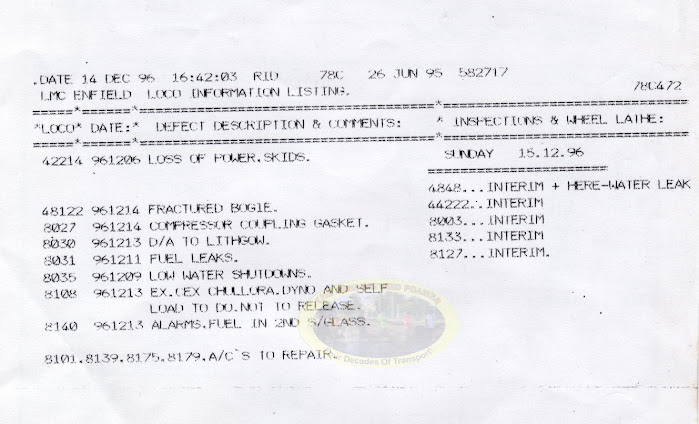 .DATE 14 DEC 96 16:42:03 RID 78C 26 JUN 95 582717
LMC ENFIELD LOCO INFORMATION LISTING. 78C472
=====*=====*=====================================*==============================
*LOCO* DATE:* DEFECT DESCRIPTION & COMMENTS: * INSPECTIONS & WHEEL LATHE:
=====*=====*=====================================*==============================
42214 961206 LOSS OF POWER.SKIDS. SUNDAY 15.12.96
======================
4848...INTERIM + HERE-WATER LEAK
48122 961214 FRACTURED BOGIE. 44222..INTERIM
8027 961214 COMPRESSOR COUPLING GASKET. 8003...INTERIM
8030 961213 D/A TO LITHGOW. 8133...INTERIM
8031 961211 FUEL LEAKS. 8127...INTERIM.
8035 961209 LOW WATER SHUTDOWNS.
8108 961213 EX.CEX CHULLORA.DYNO AND SELF
LOAD TO DO.NOT TO RELEASE.
8140 961213 ALARMS.FUEL IN 2ND S/GLASS.
8101.8139.8175.8179.A/C`S TO REPAIR.
Decades Of Transport